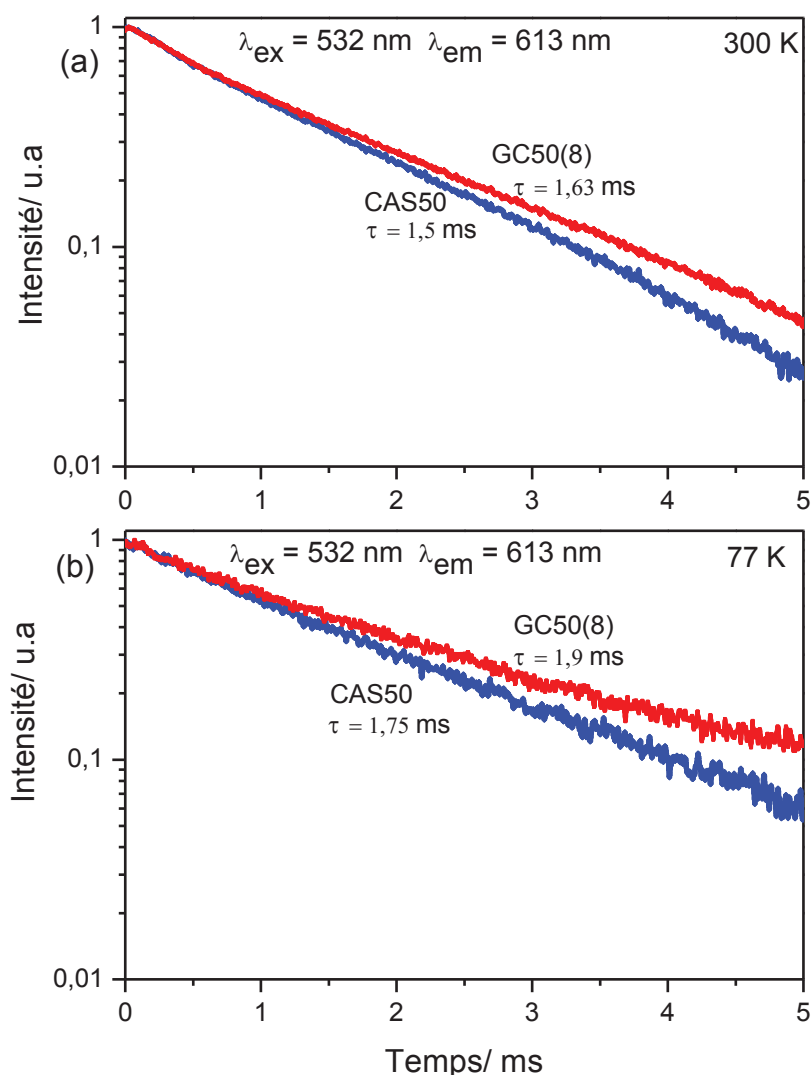 (a)
λex = 532 nm λem = 613 nm
300 K
Intensité/ u.a
1
0,1
0,01
GC50(8)
τ = 1,63 ms
CAS50
τ = 1,5 ms
0 1 2 3 4 5
(b)
λex = 532 nm λem = 613 nm
77 K
Intensité/ u.a
1
0,1
0,01
GC50(8)
τ = 1,9 ms
CAS50
τ = 1,75 ms
0 1 2 3 4 5
Temps/ ms